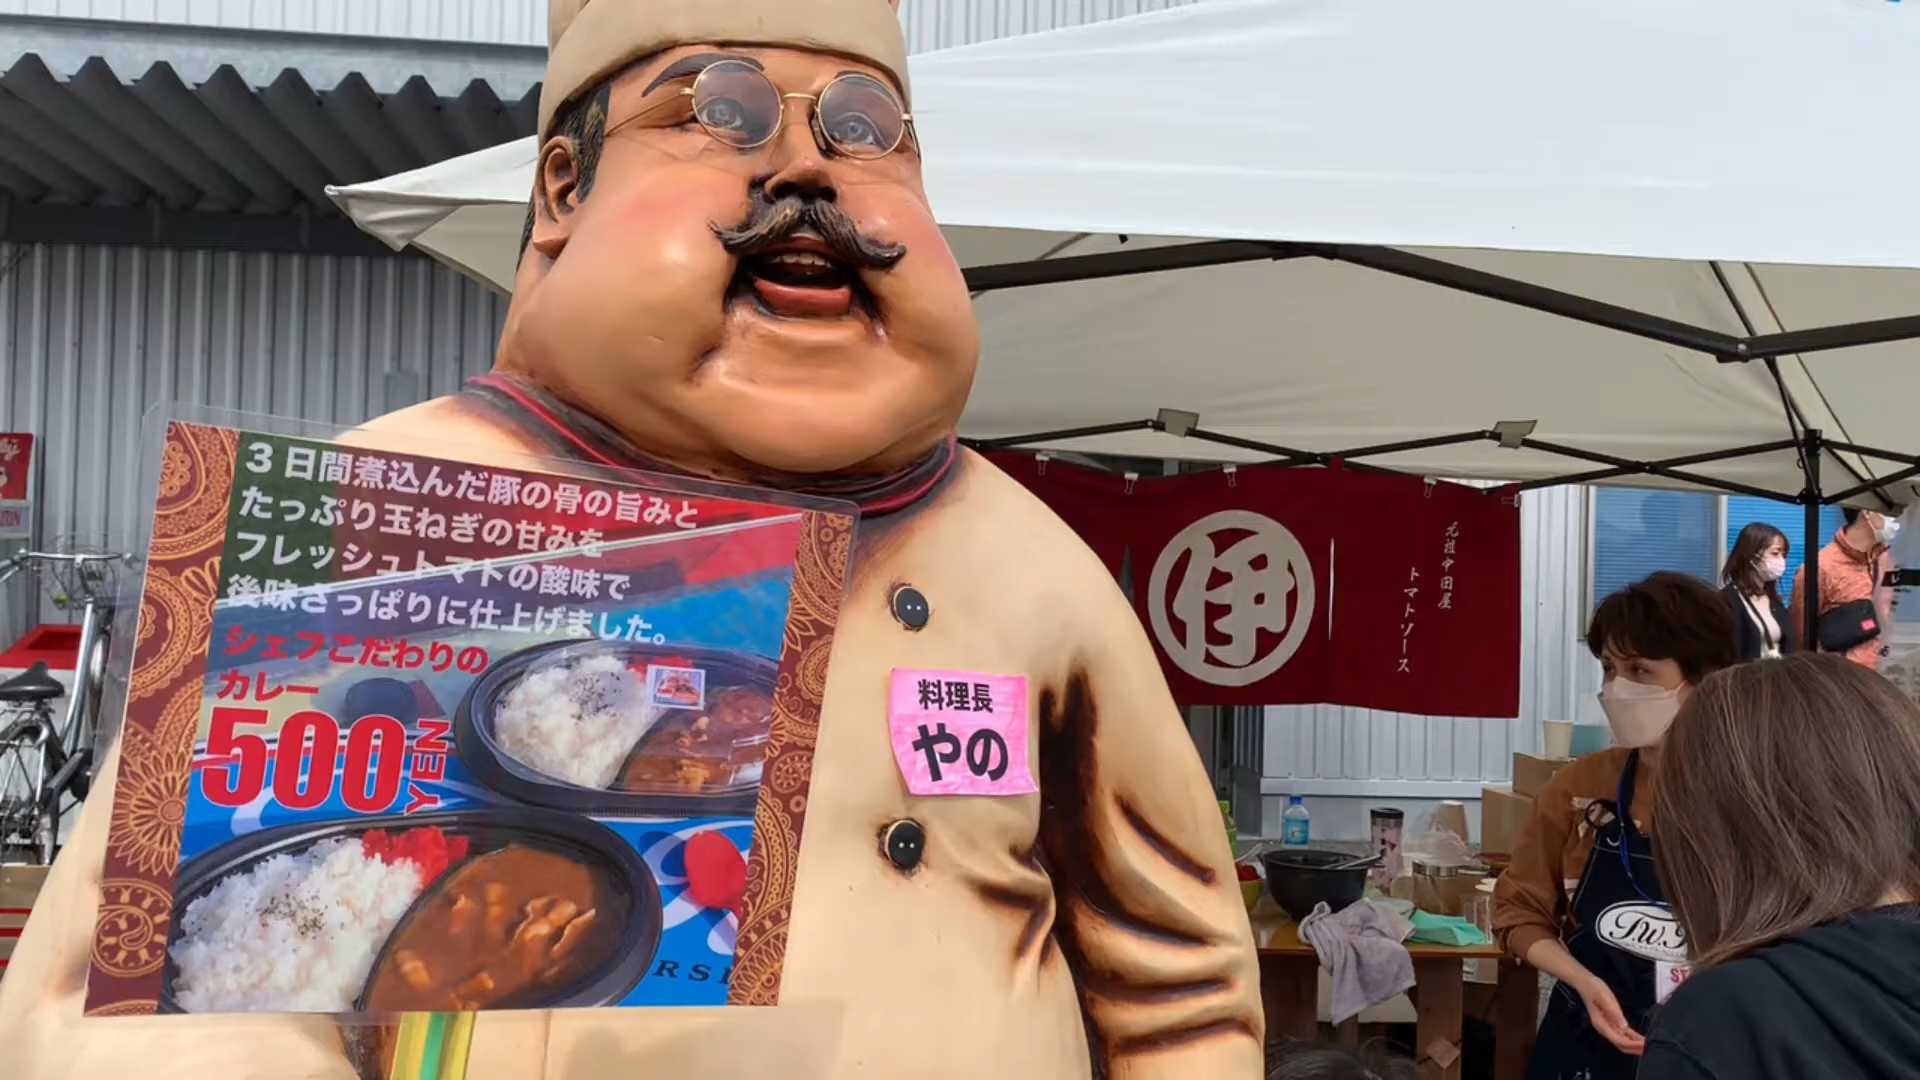 3日間煮込んだ豚の骨の旨みと
たっぷり玉ねぎの甘みを
フレッシュトマトの酸味で
後味さっぱりに仕上げました。
シェフこだわりの
カレー
500
YEN
料理長
やの
伊
元祖中田屋
トマト・ソース
RSI
T.W.
ST